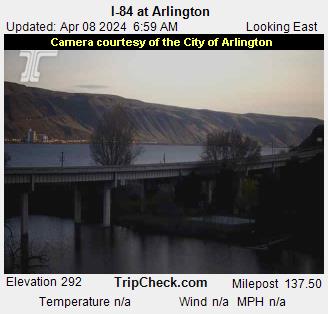 I-84 at Arlington
Updated: Apr 08 2024 6:59 AM Looking East
Camera courtesy of the City of Arlington
Elevation 292 TripCheck.com Milepost 137.50
Temperature n/a Wind n/a MPH n/a